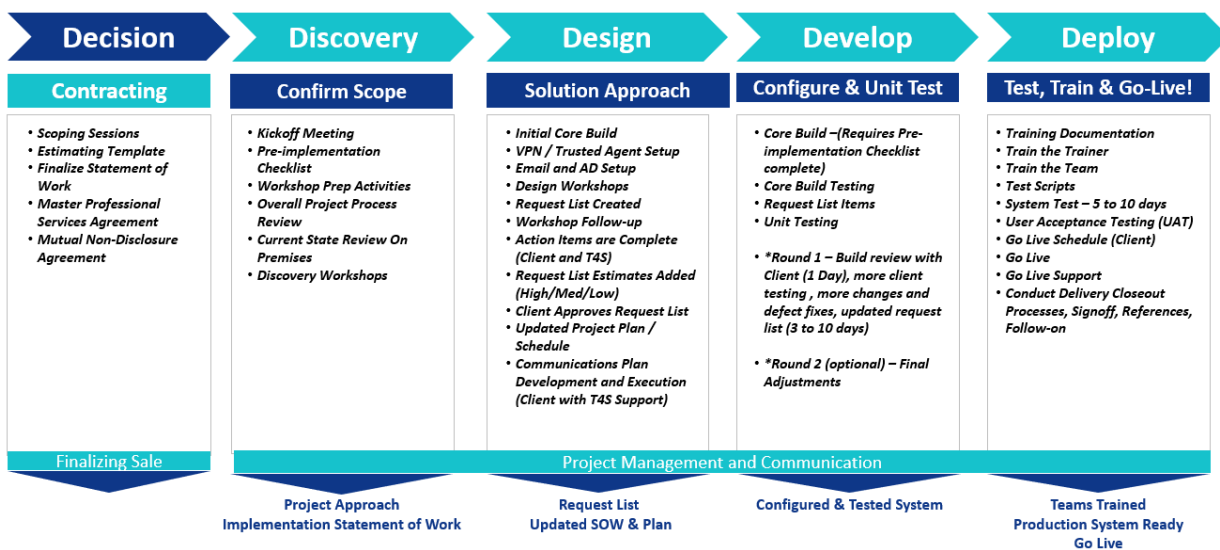 Decision
Contracting
• Scoping Sessions
• Estimating Template
• Finalize Statement of
Work
• Master Professional
Services Agreement
• Mutual Non-Disclosure
Agreement
Finalizing Sale
Discovery
Confirm Scope
• Kickoff Meeting
• Pre-implementation
Checklist
• Workshop Prep Activities
• Overall Project Process
Review
• Current State Review On
Premises
• Discovery Workshops
Design
Solution Approach
• Initial Core Build
• VPN / Trusted Agent Setup
• Email and AD Setup
• Design Workshops
• Request List Created
• Workshop Follow-up
• Action Items are Complete
(Client and T4S)
• Request List Estimates Added
(High/Med/Low)
• Client Approves Request List
• Updated Project Plan /
Schedule
• Communications Plan
Development and Execution
(Client with T4S Support)
Develop
Configure & Unit Test
• Core Build –(Requires Pre-
implementation Checklist
complete)
• Core Build Testing
• Request List Items
• Unit Testing
• *Round 1 – Build review with
Client (1 Day), more client
testing , more changes and
defect fixes, updated request
list (3 to 10 days)
• *Round 2 (optional) – Final
Adjustments
Deploy
Test, Train & Go-Live!
• Training Documentation
• Train the Trainer
• Train the Team
• Test Scripts
• System Test – 5 to 10 days
• User Acceptance Testing (UAT)
• Go Live Schedule (Client)
• Go Live
• Go Live Support
• Conduct Delivery Closeout
Processes, Signoff, References,
Follow-on
Project Management and Communication
Project Approach
Implementation Statement of Work
Request List
Updated SOW & Plan
Configured & Tested System
Teams Trained
Production System Ready
Go Live